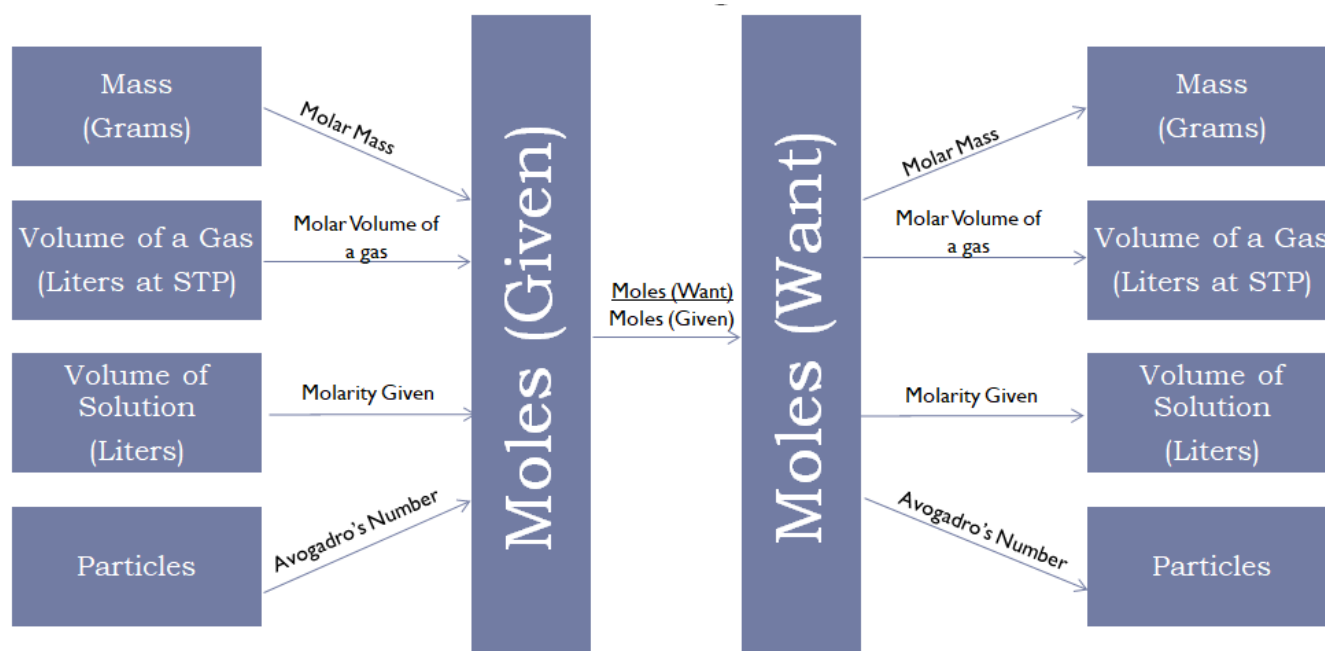 Mass
(Grams)
Molar Mass
Volume of a Gas
(Liters at STP)
Molar Volume of
a gas
Volume of
Solution
(Liters)
Molarity Given
Particles
Avogadro's Number
Moles (Given)
Moles (Want)
Moles (Given)
Moles (Want)
Molar Mass
Mass
(Grams)
Molar Volume of
a gas
Volume of a Gas
(Liters at STP)
Molarity Given
Volume of
Solution
(Liters)
Avogadro's Number
Particles